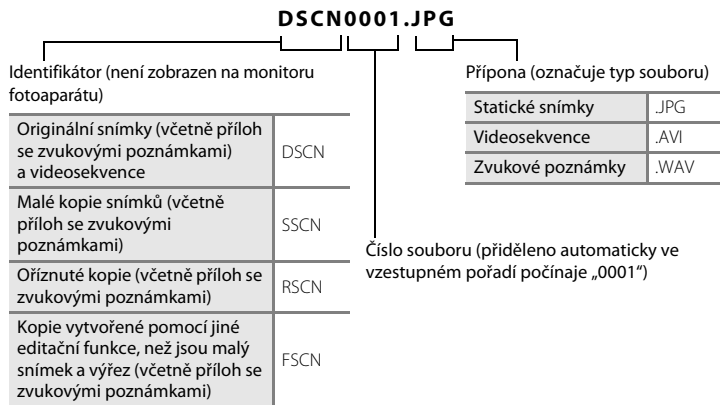 DSCN0001.JPG
Identifikátor (není zobrazen na monitoru
fotoaparátu)
Originální snímky (včetně příloh
se zvukovými poznámkami)
a videosekvence
DSCN
Malé kopie snímků (včetně
příloh se zvukovými
poznámkami)
SSCN
Oříznuté kopie (včetně příloh se
zvukovými poznámkami)
RSCN
Kopie vytvořené pomocí jiné
editační funkce, než jsou malý
snímek a výřez (včetně příloh se
zvukovými poznámkami)
FSCN
Přípona (označuje typ souboru)
Statické snímky .JPG
Videosekvence .AVI
Zvukové poznámky .WAV
Číslo souboru (přiděleno automaticky ve
vzestupném pořadí počínaje „0001“)